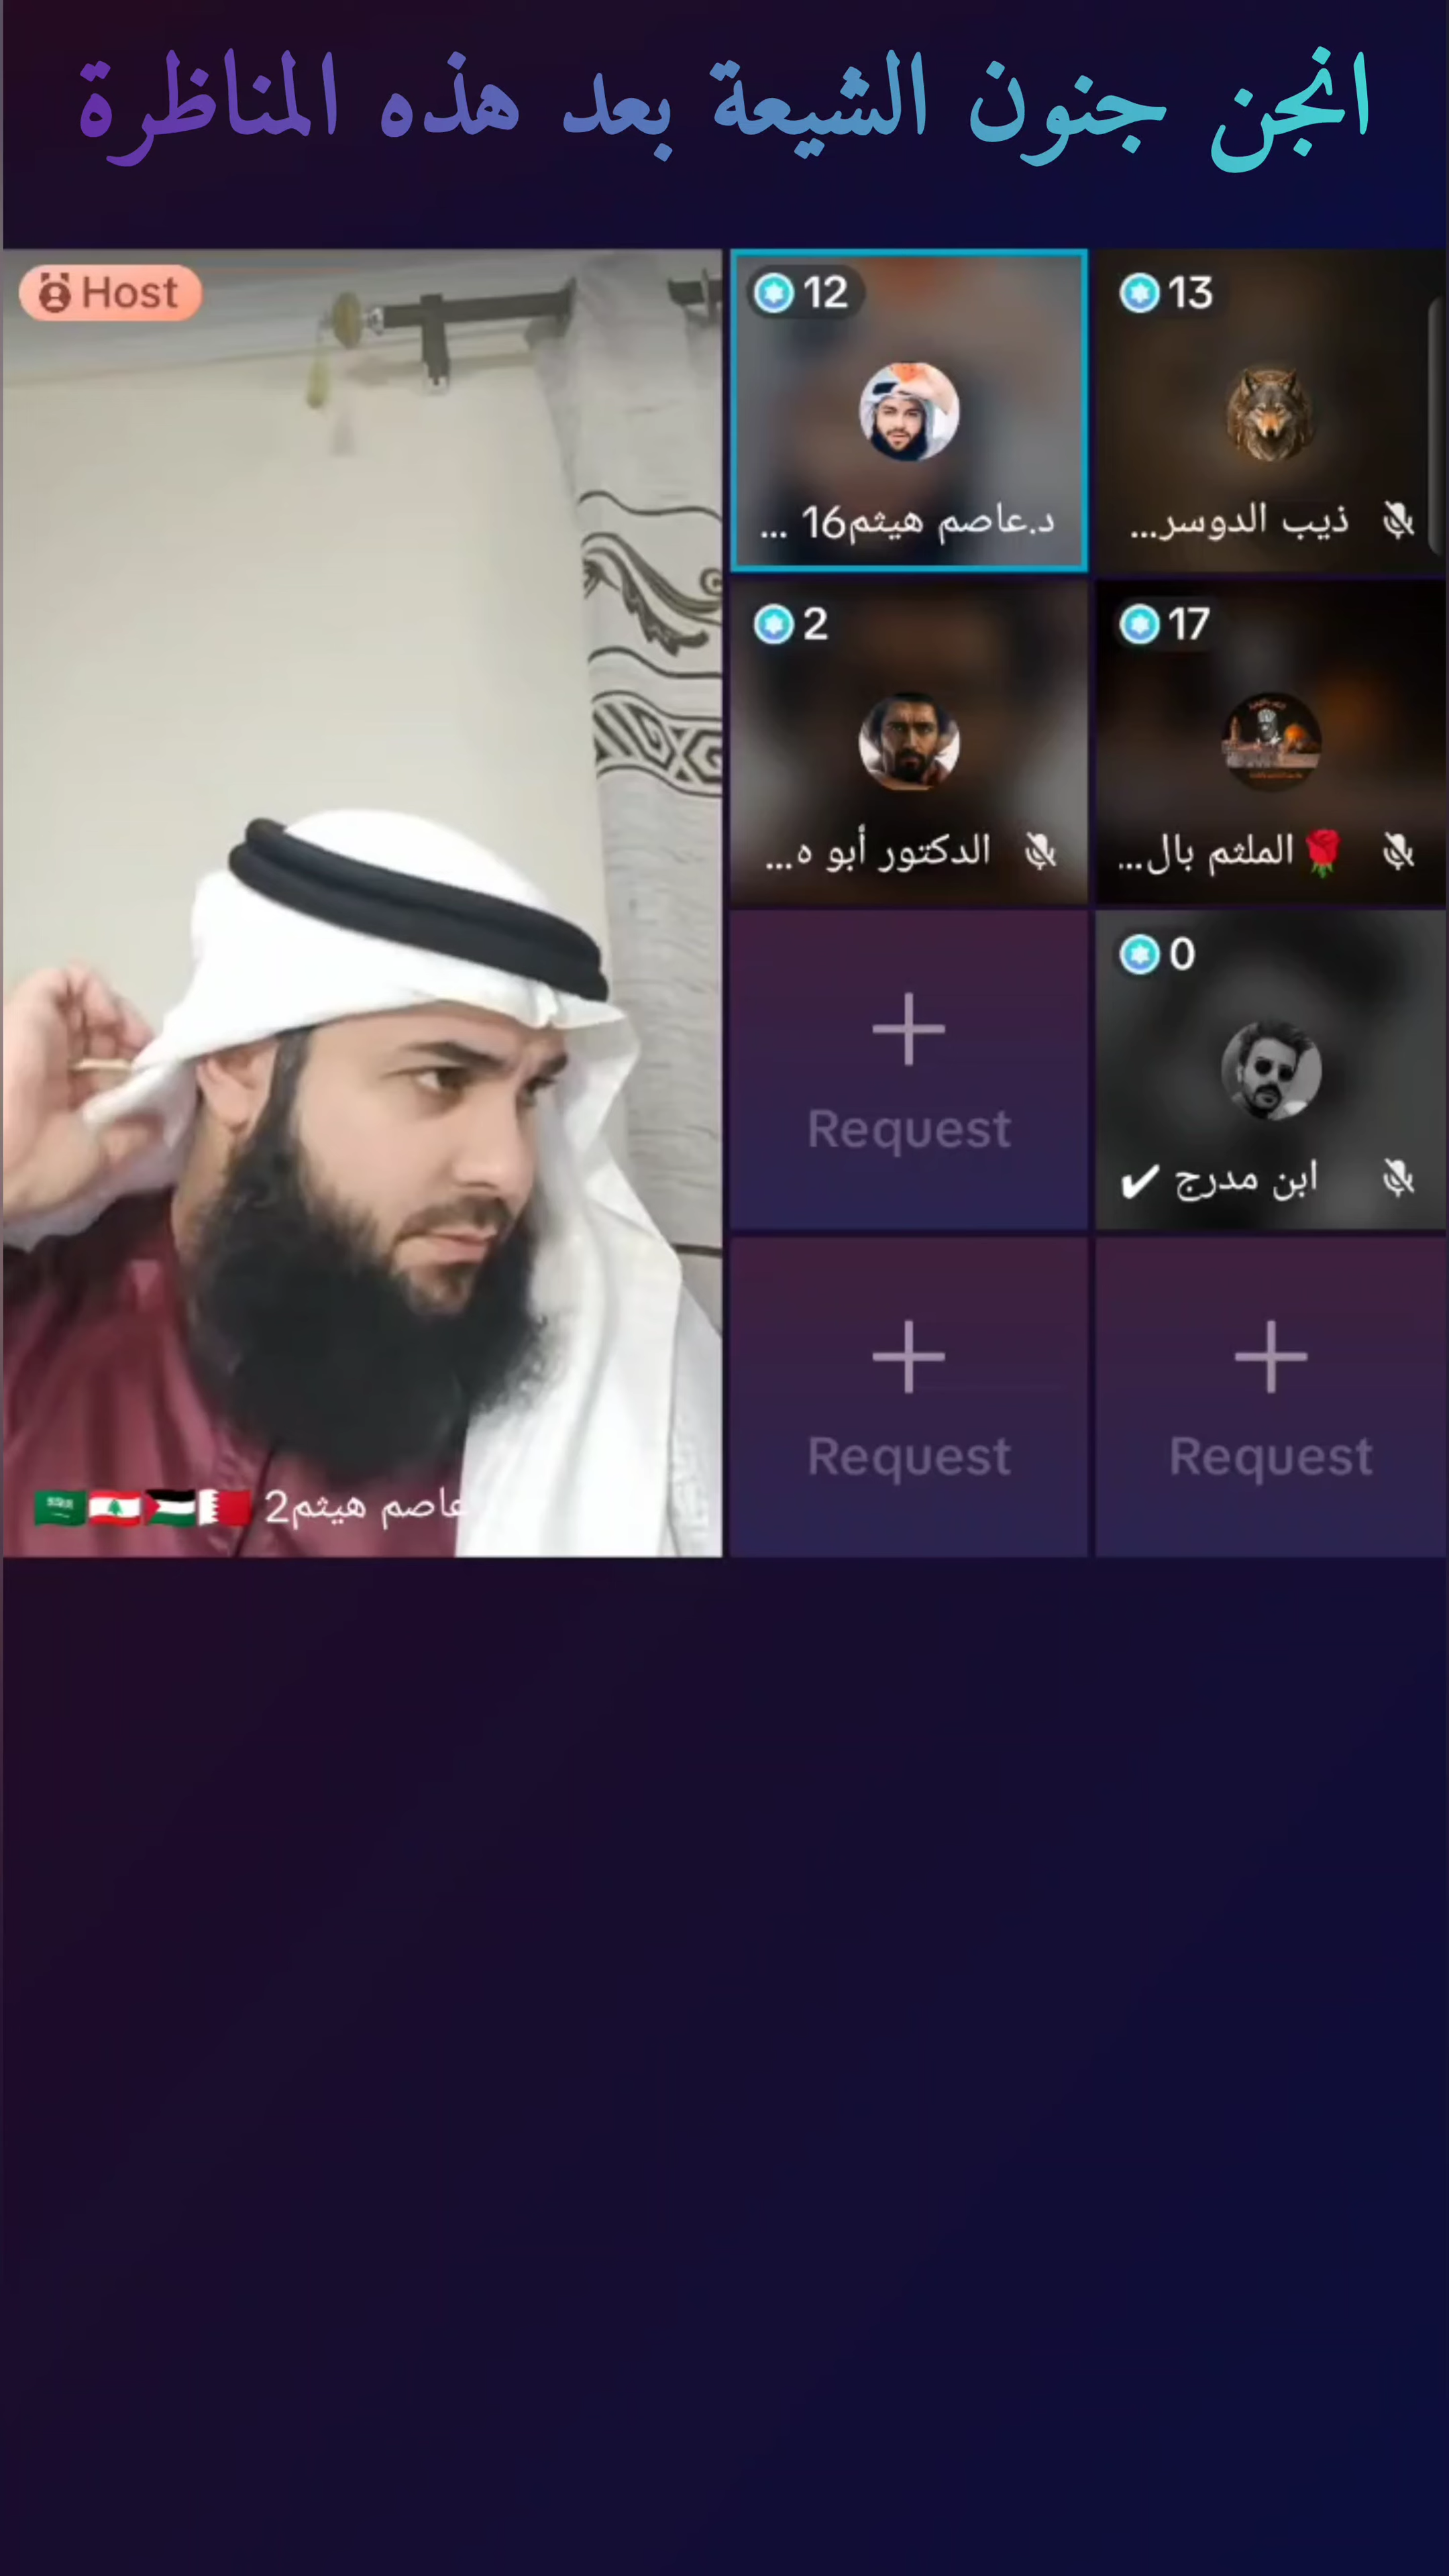 انجن جنون الشيعة بعد هذه المناظرة
Host
12
13
د.عاصم هيثم16 ...
ذيب الدوسر...
2
17
الدكتور أبو ه...
🌹الملثم بال...
0
Request
ابن مدرج ✔
Request
Request
عاصم هيثم2 🇧🇭🇵🇸🇱🇧🇸🇦